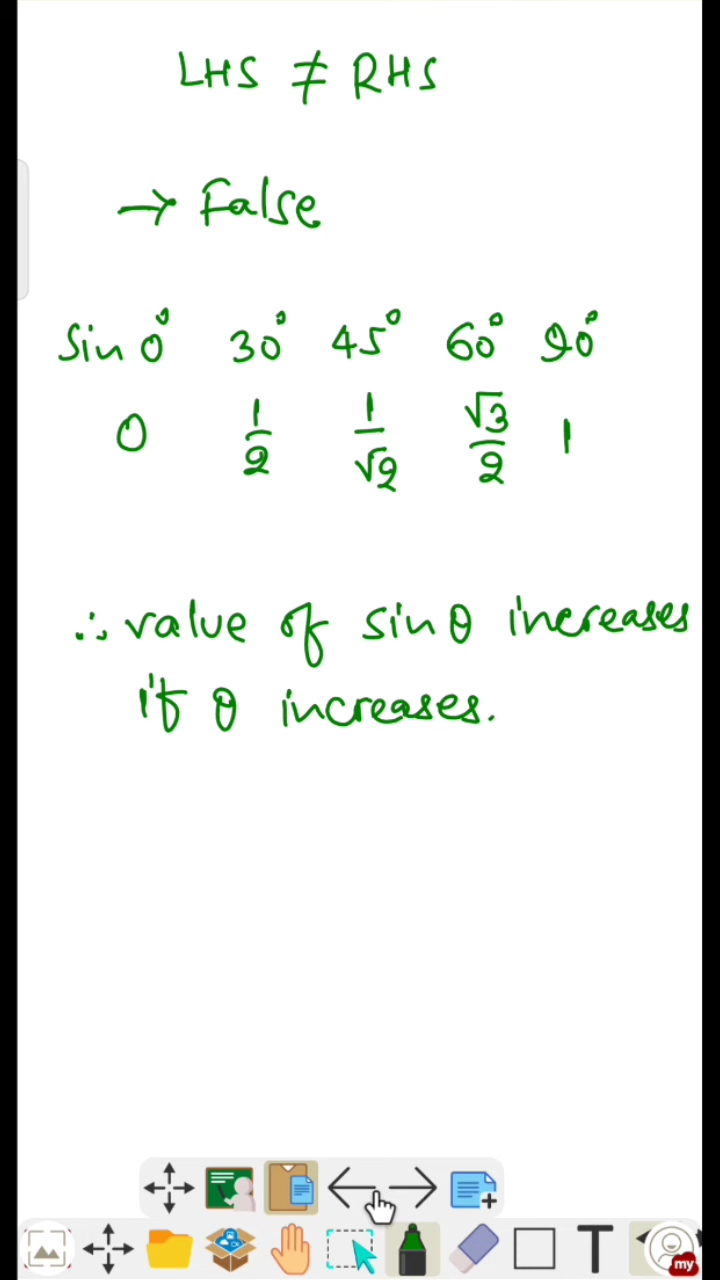 LHS ≠ RHS
→ False
Sin 0° 30° 45° 60° 90°
0 1/2 1/√2 √3/2 1
∴ value of sin θ increases
if θ increases.
T
my